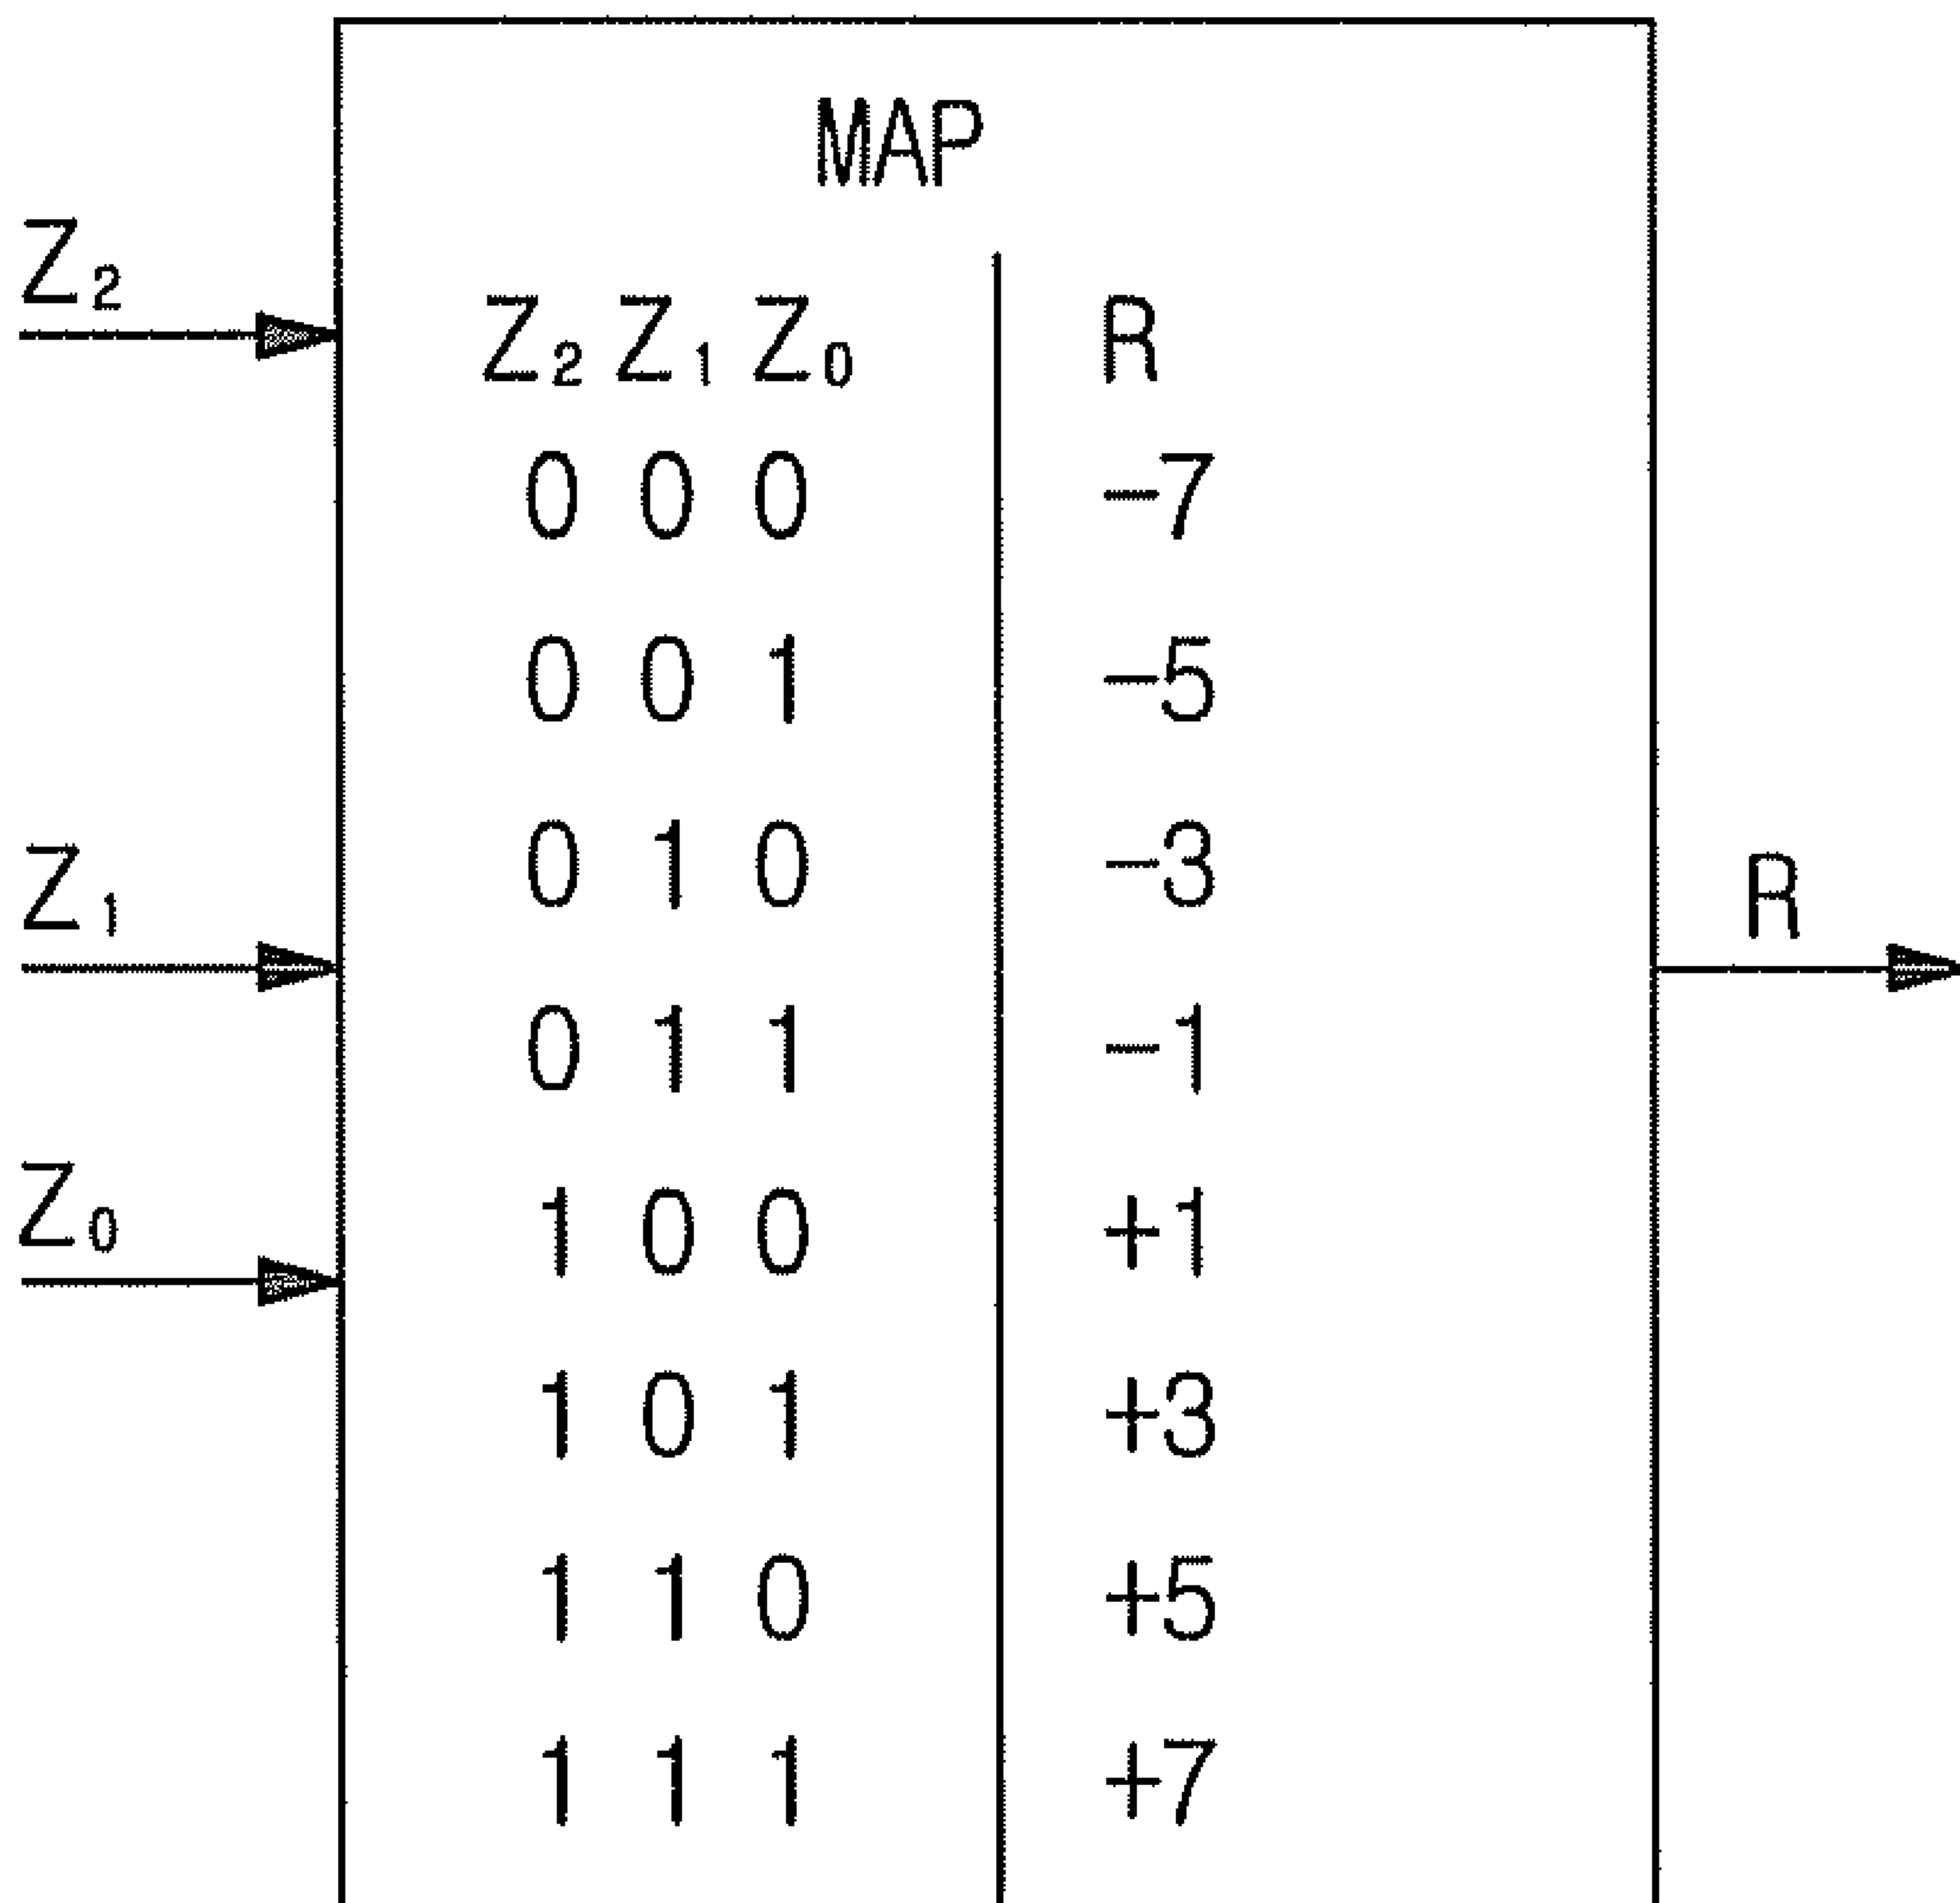 MAP
Z₂
Z₂ Z₁ Z₀ R
0 0 0 -7
0 0 1 -5
0 1 0 -3
Z₁
R
0 1 1 -1
Z₀
1 0 0 +1
1 0 1 +3
1 1 0 +5
1 1 1 +7